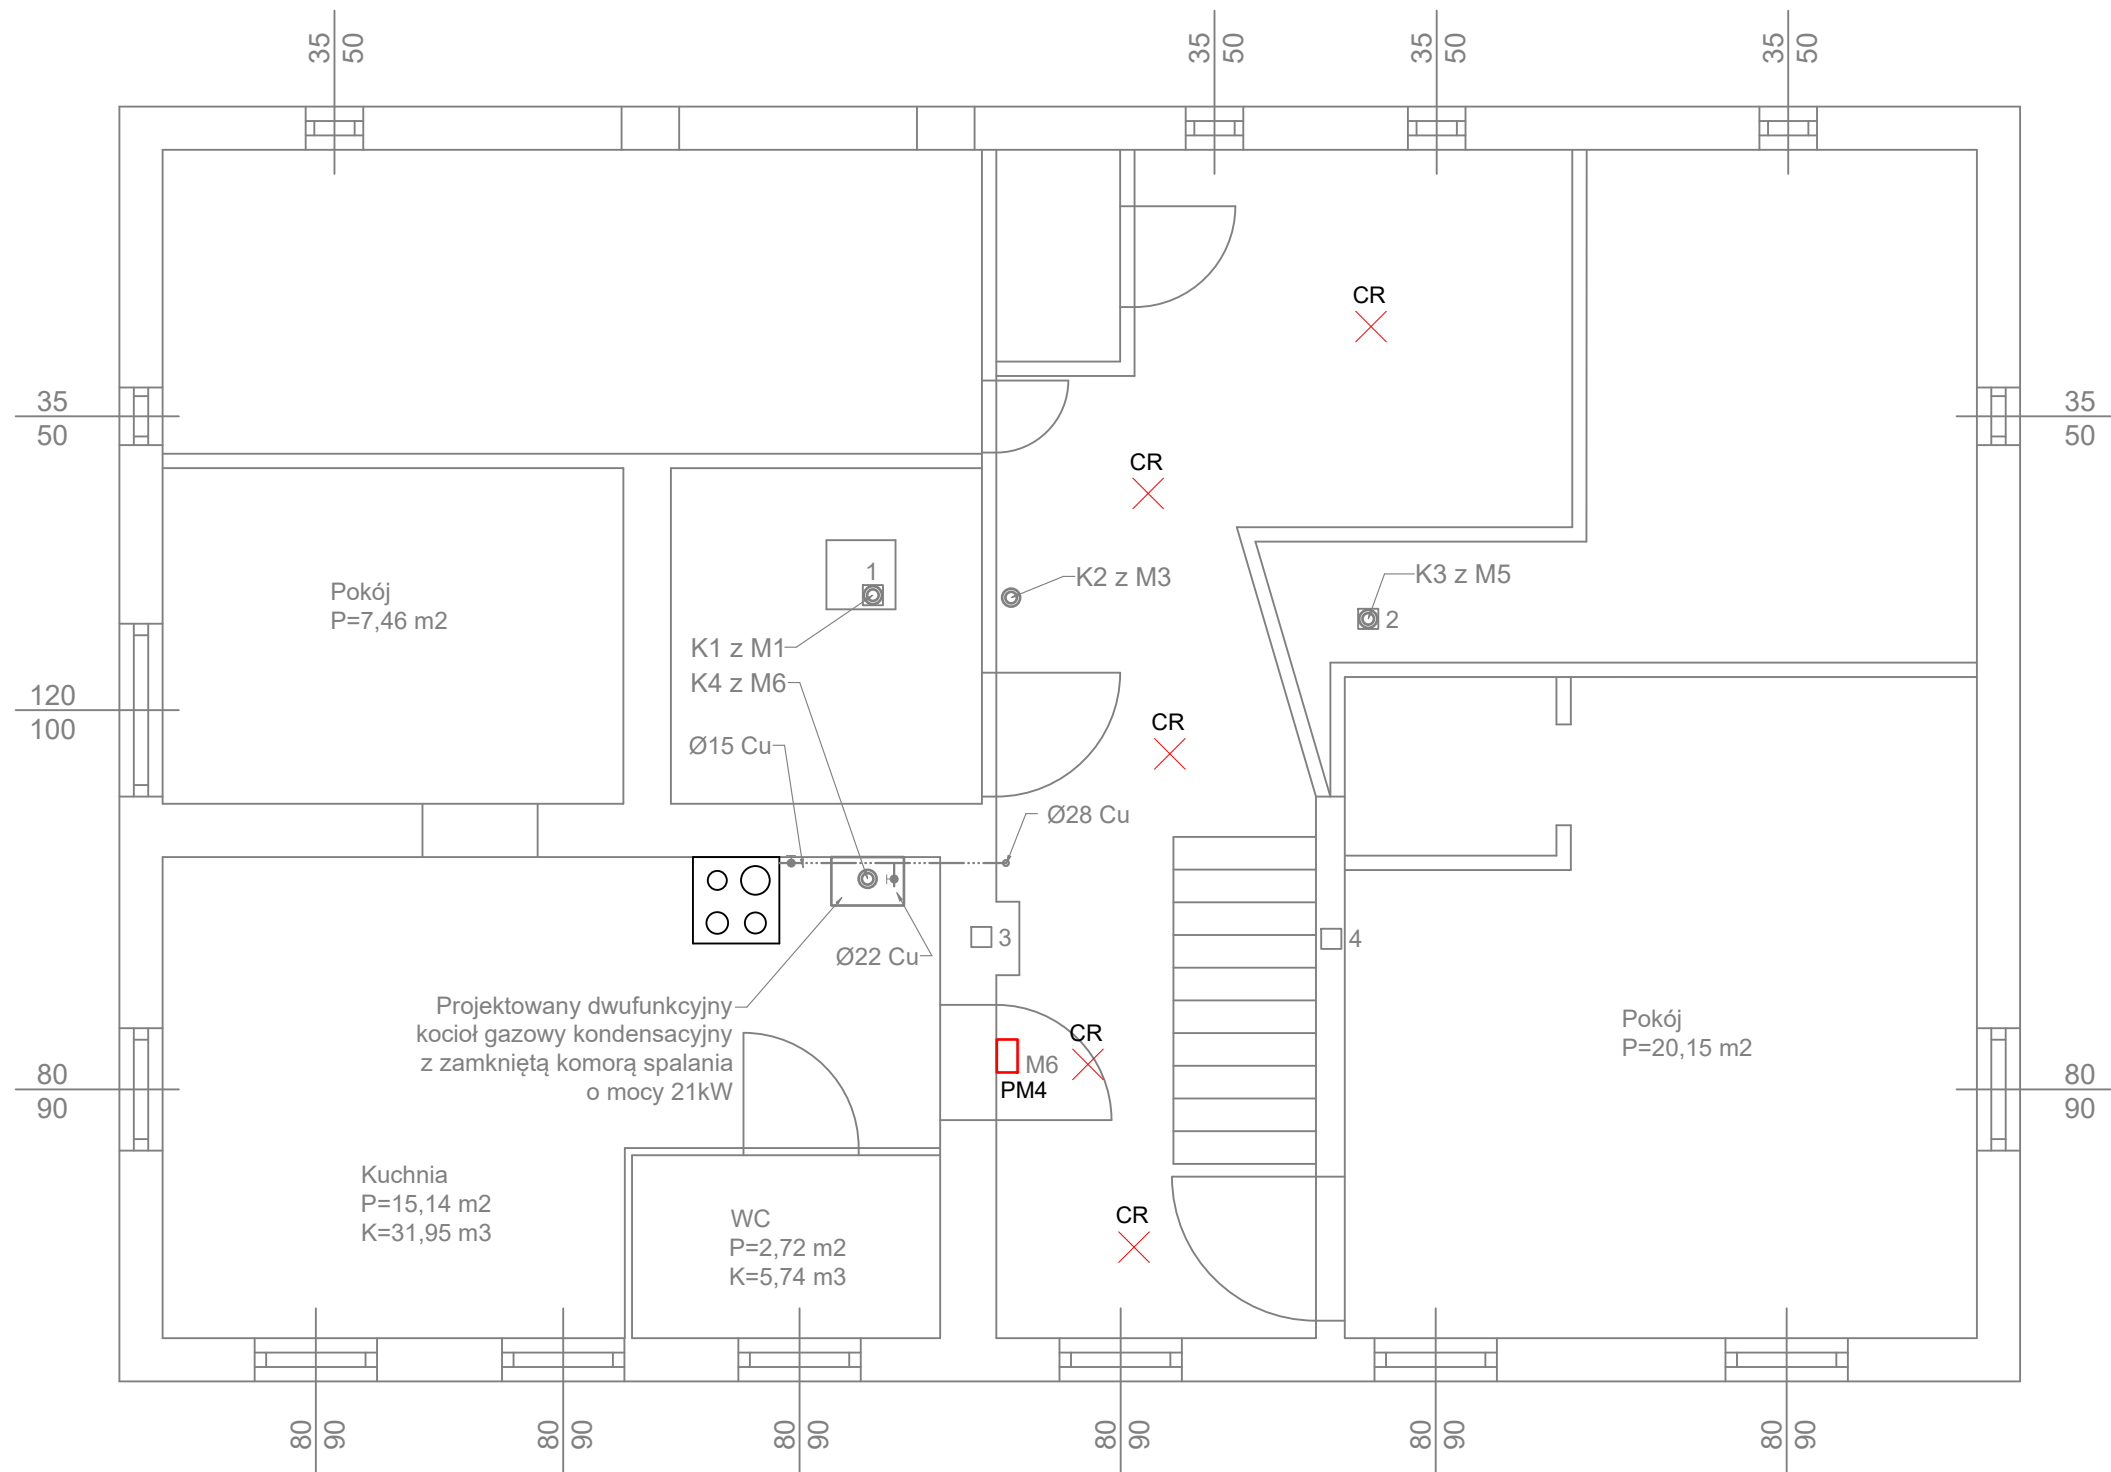 35
50
35
50
35
50
35
50
CR
35
50
35
50
CR
1
K2 z M3
K3 z M5
2
Pokój
P=7,46 m2
K1 z M1
K4 z M6
120
100
CR
Ø15 Cu
Ø28 Cu
3
4
Ø22 Cu
Projektowany dwufunkcyjny
kocioł gazowy kondensacyjny
z zamkniętą komorą spalania
o mocy 21kW
CR
M6
PM4
Pokój
P=20,15 m2
80
90
80
90
Kuchnia
P=15,14 m2
K=31,95 m3
WC
P=2,72 m2
K=5,74 m3
CR
80
90
80
90
80
90
80
90
80
90
80
90